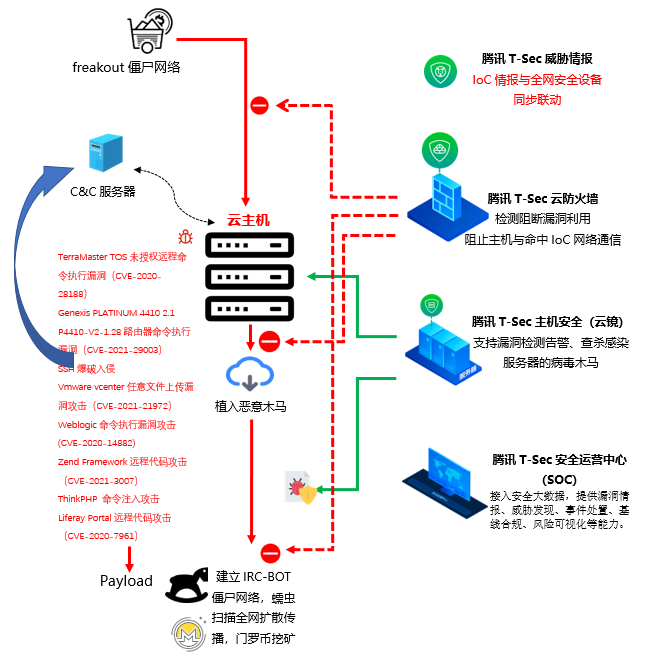 freakout 僵尸网络
C&C 服务器
云主机
TerraMaster TOS 未授权远程命
令执行漏洞（CVE-2020-
28188）
Genexis PLATINUM 4410 2.1
P4410-V2-1.28 路由器命令执行
漏洞（CVE-2021-29003）
SSH 爆破入侵
Vmware vcenter 任意文件上传漏
洞攻击（CVE-2021-21972）
Weblogic 命令执行漏洞攻击
(CVE-2020-14882)
Zend Framework 远程代码攻击
（CVE-2021-3007）
ThinkPHP 命令注入攻击
Liferay Portal 远程代码攻击
（CVE-2020-7961）
Payload
植入恶意木马
建立 IRC-BOT
僵尸网络，蠕虫
扫描全网扩散传
播，门罗币挖矿
腾讯 T-Sec 威胁情报
IoC 情报与全网安全设备
同步联动
腾讯 T-Sec 云防火墙
检测阻断漏洞利用
阻止主机与命中 IoC 网络通信
腾讯 T-Sec 主机安全（云镜）
支持漏洞检测告警、查杀感染
服务器的病毒木马
服务器
腾讯 T-Sec 安全运营中心
(SOC)
接入安全大数据，提供漏洞情
报、威胁发现、事件处置、基
线合规、风险可视化等能力。